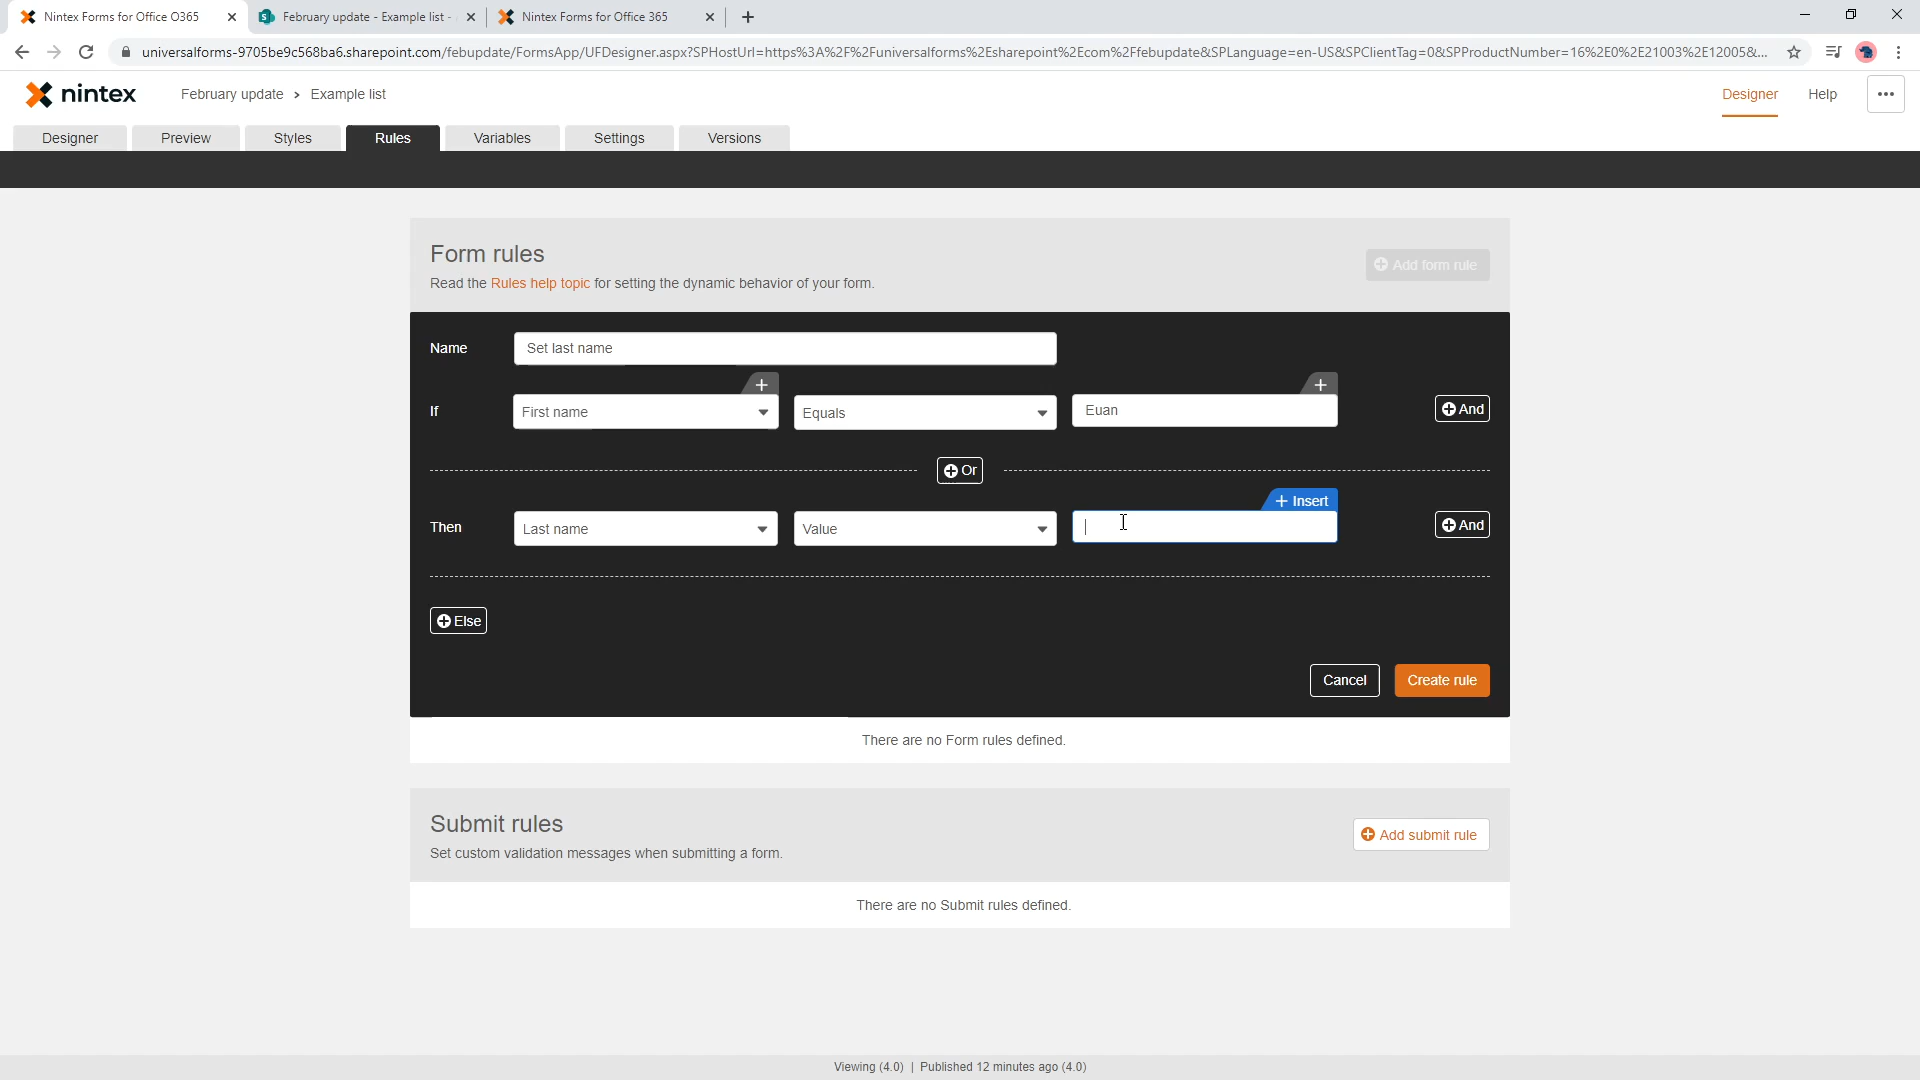 Nintex Forms for Office O365
February update - Example list -
Nintex Forms for Office 365
universalforms-9705be9c568ba6.sharepoint.com/febupdate/FormsApp/UFDesigner.aspx?SPHostUrl=https%3A%2F%2Funiversalforms%2Esharepoint%2Ecom%2Ffebupdate&SPLanguage=en-US&SPClientTag=0&SPProductNumber=16%2E0%2E21003%2E12005&...
nintex
February update > Example list
Designer
Help
Designer
Preview
Styles
Rules
Variables
Settings
Versions
Form rules
Read the Rules help topic for setting the dynamic behavior of your form.
Add form rule
Name
Set last name
If
First name
Equals
Euan
And
Or
Insert
Then
Last name
Value
And
Else
Cancel
Create rule
There are no Form rules defined.
Submit rules
Set custom validation messages when submitting a form.
Add submit rule
There are no Submit rules defined.
Viewing (4.0) | Published 12 minutes ago (4.0)